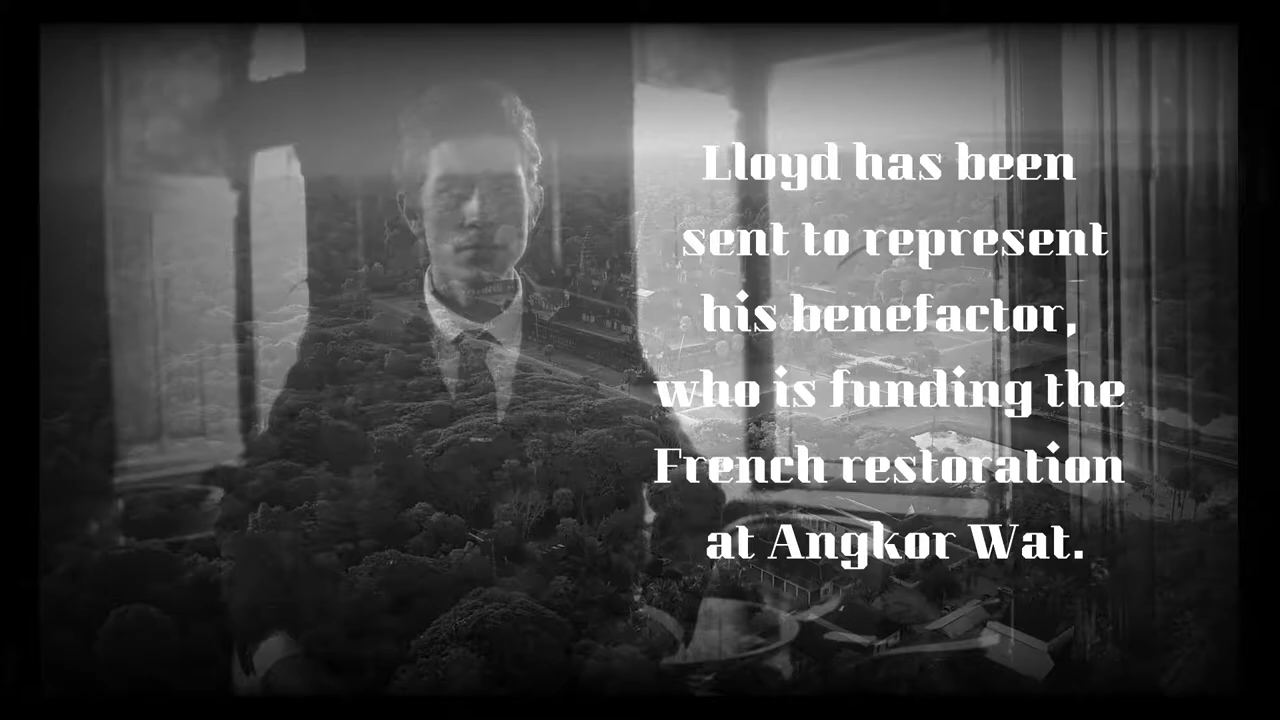 Lloyd has been
sent to represent
his benefactor,
who is funding the
French restoration
at Angkor Wat.